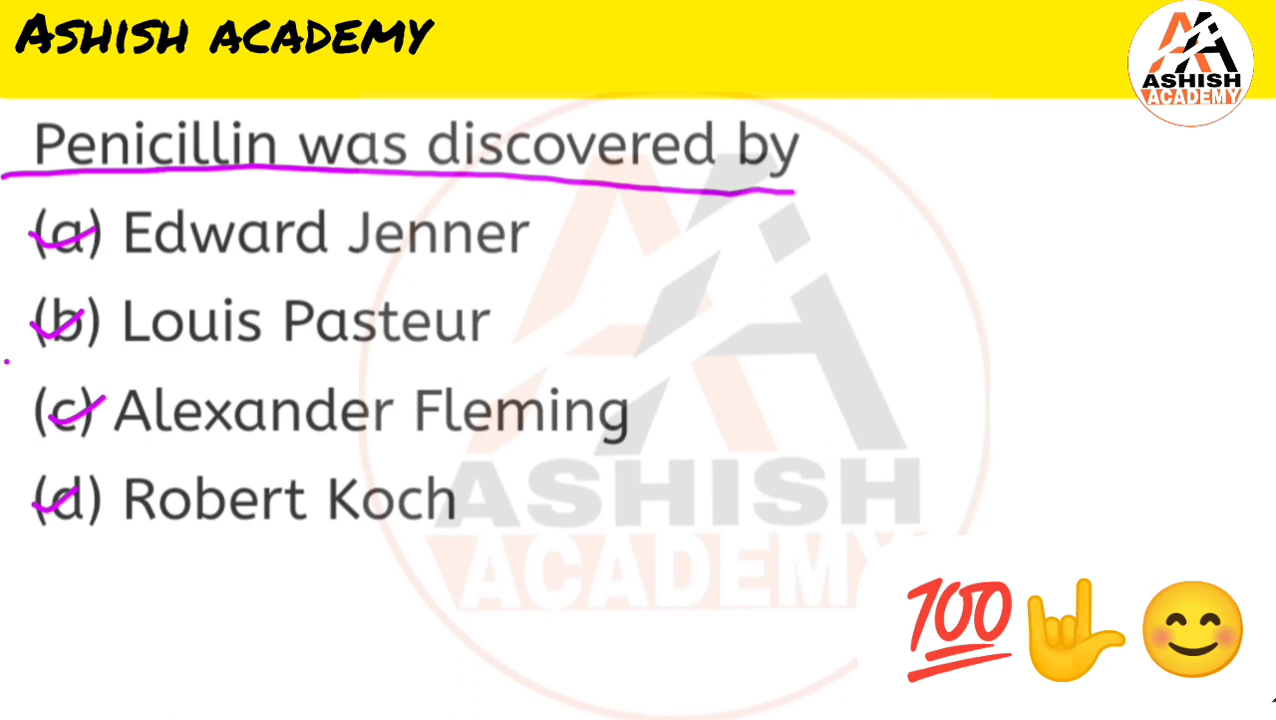 Ashish academy
ASHISH
ACADEMY
Penicillin was discovered by
(a) Edward Jenner
(b) Louis Pasteur
(c) Alexander Fleming
(d) Robert Koch
ASHISH
ACADEMY
💯🤟😊